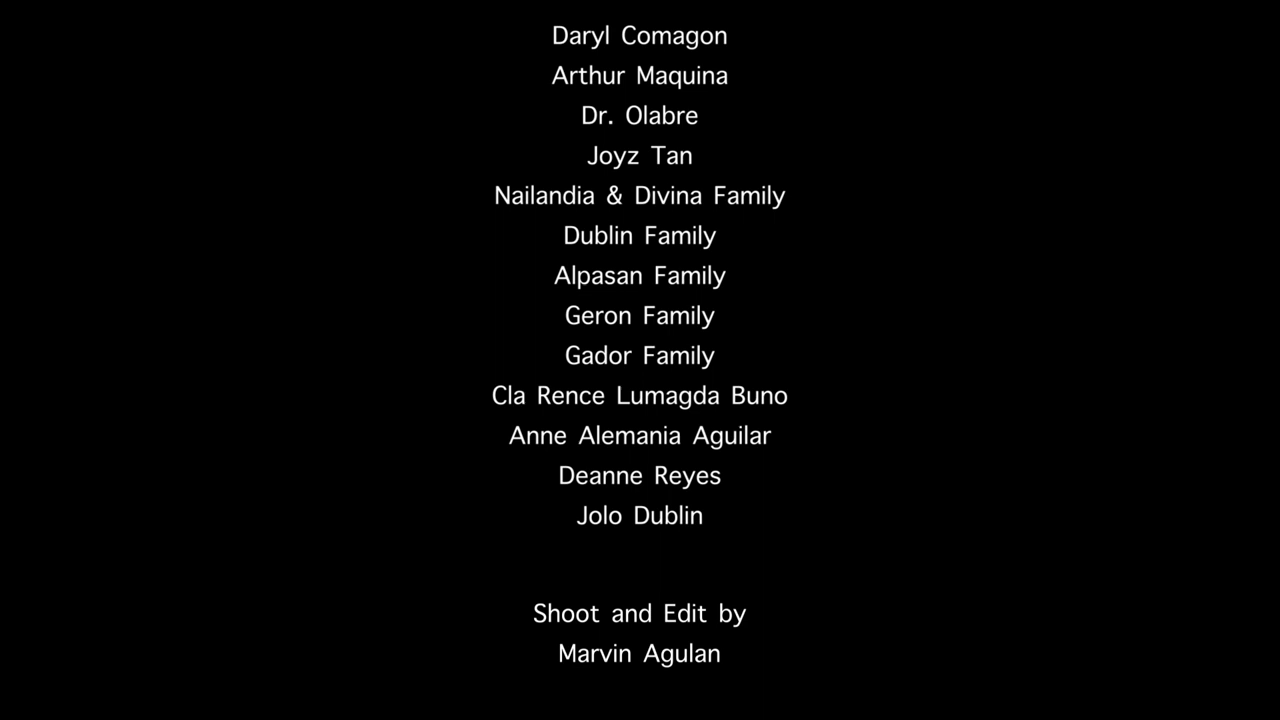 Daryl Comagon
Arthur Maquina
Dr. Olabre
Joyz Tan
Nailandia & Divina Family
Dublin Family
Alpasan Family
Geron Family
Gador Family
Cla Rence Lumagda Buno
Anne Alemania Aguilar
Deanne Reyes
Jolo Dublin
Shoot and Edit by
Marvin Agulan